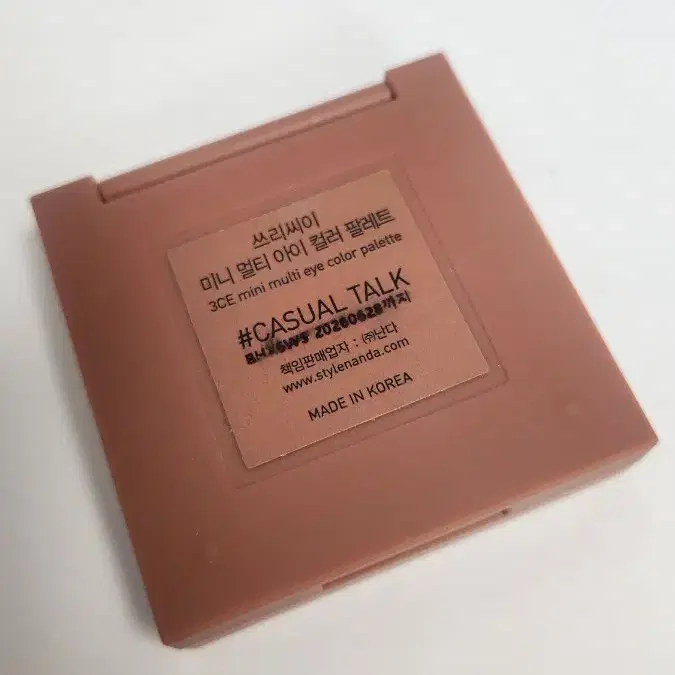 쓰리씨이
미니 멀티 아이 컬러 팔레트
3CE mini multi eye color palette
#CASUAL TALK
20260628까지
책임판매업자 : ㈜난다
www.stylenanda.com
MADE IN KOREA